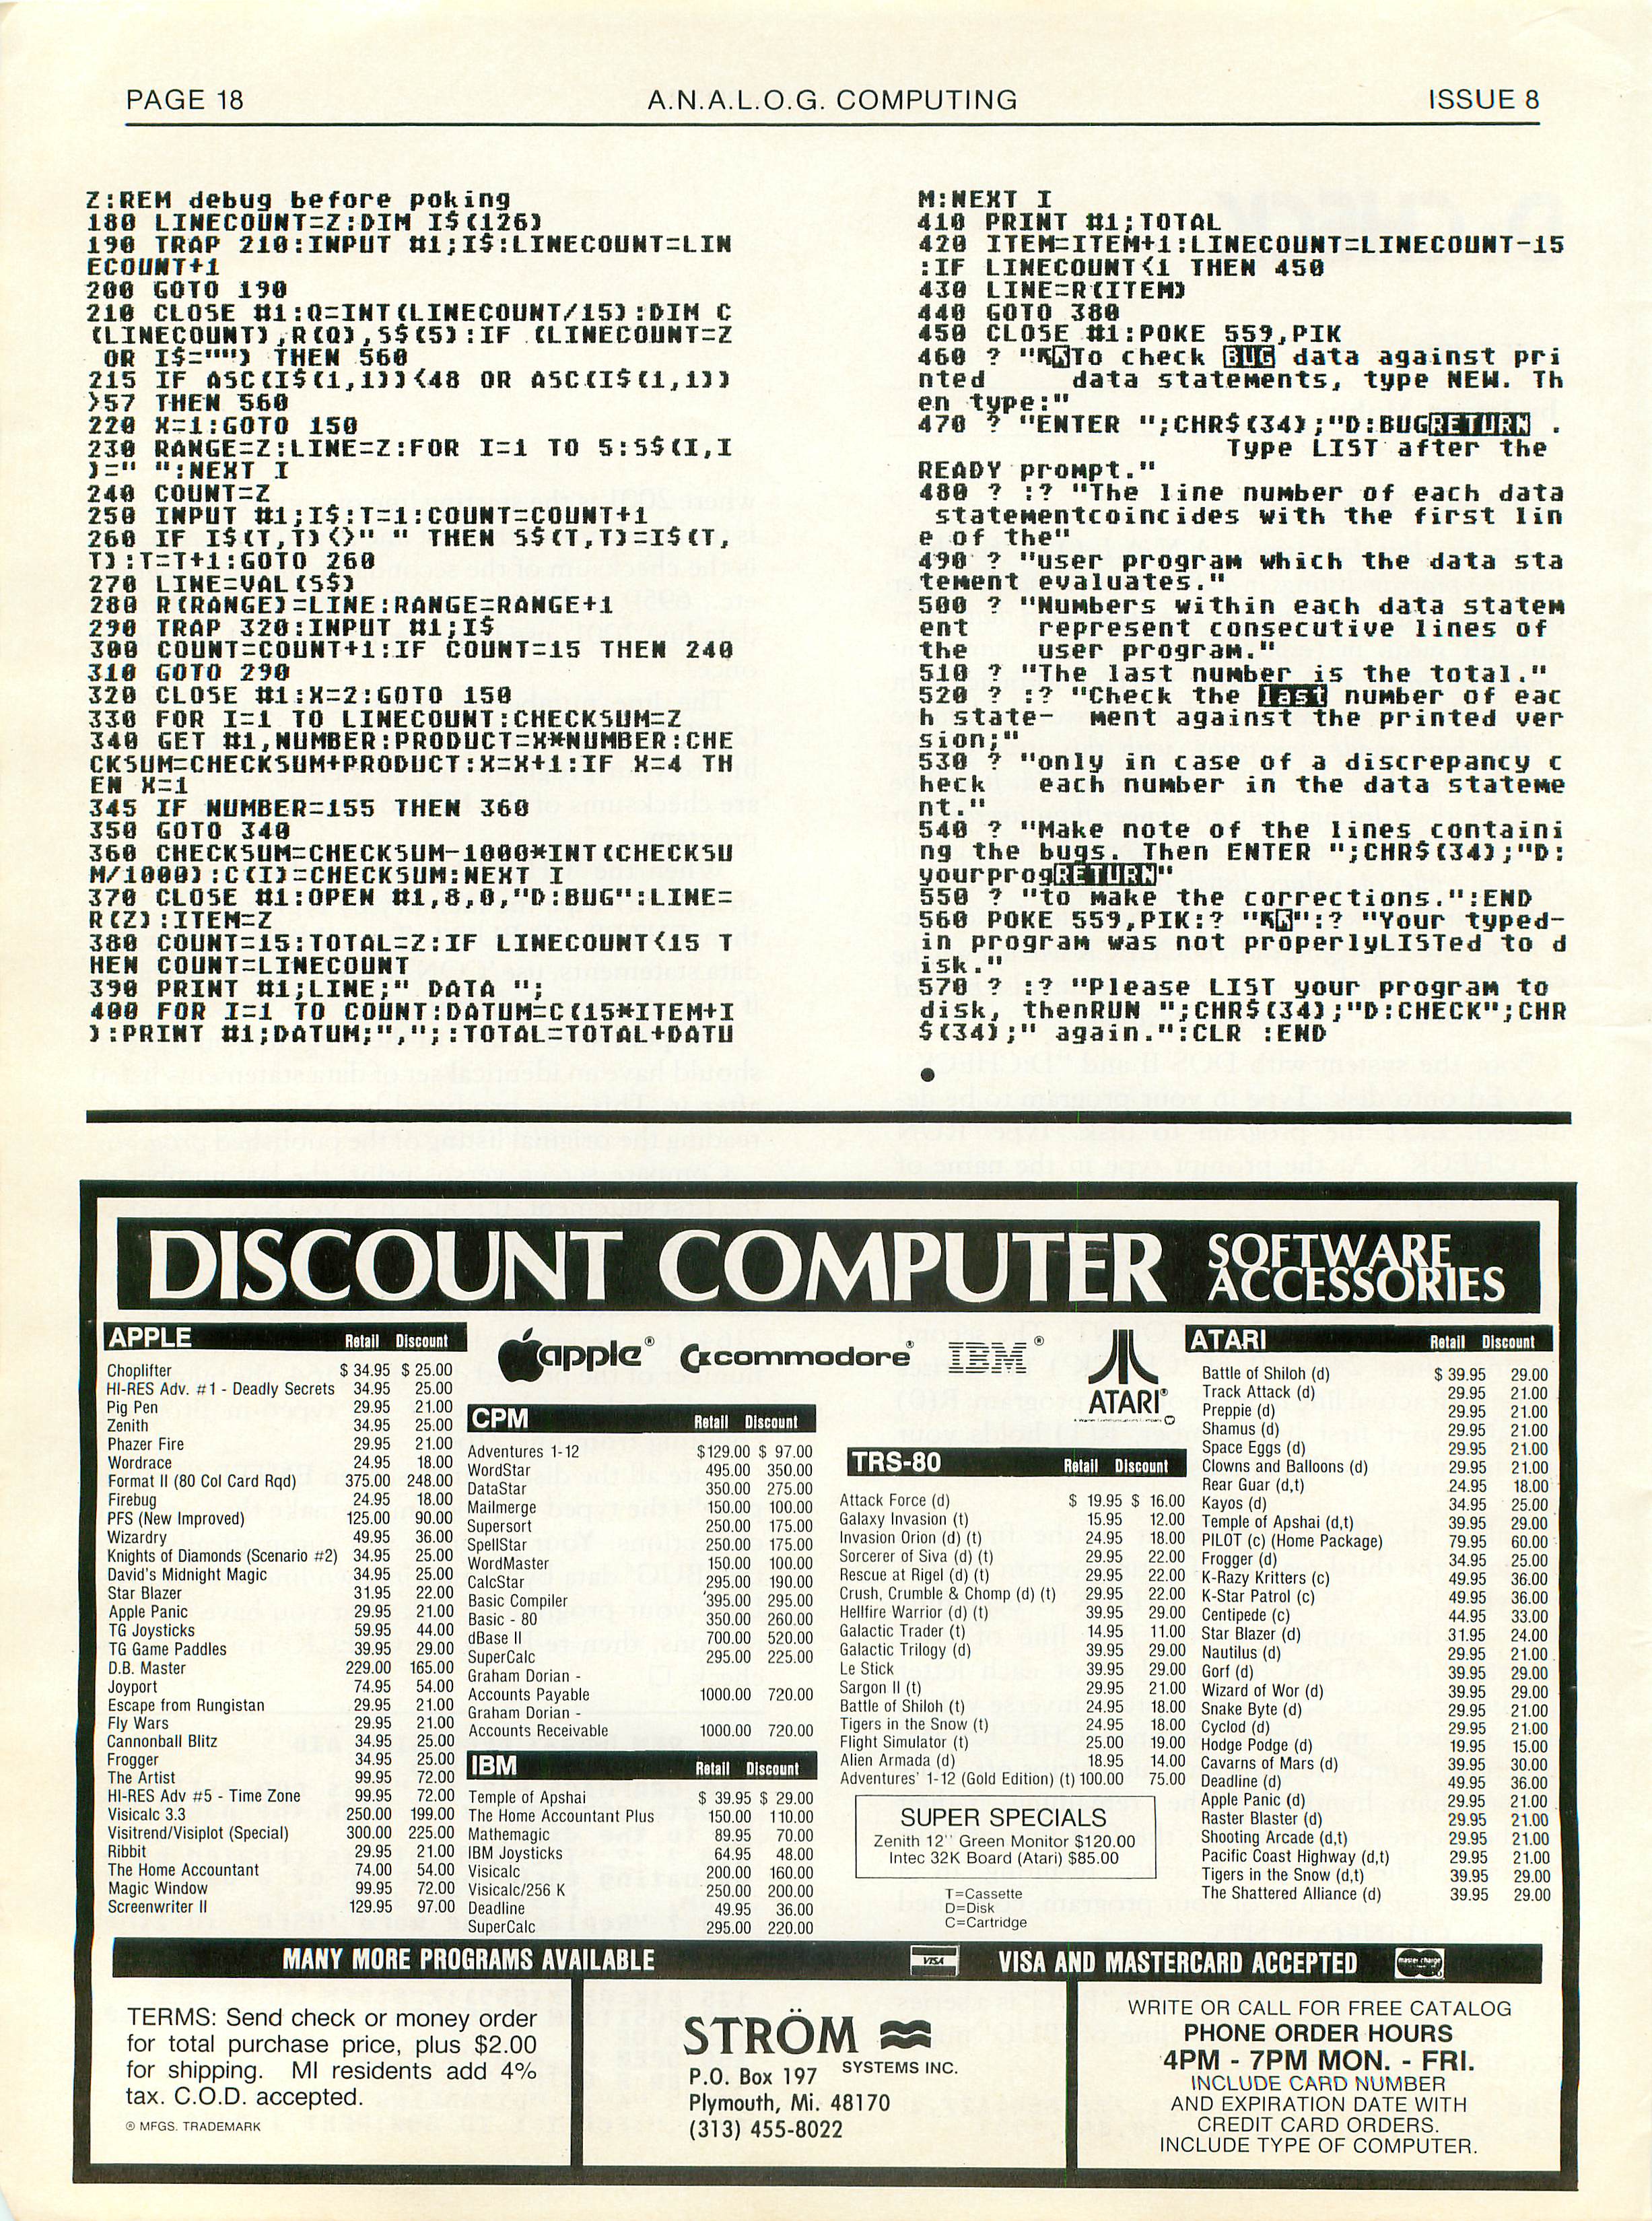 PAGE 18
A.N.A.L.O.G. COMPUTING
ISSUE 8
Z:REM debug before poking
180 LINECOUNT=Z:DIM I$(126)
190 TRAP 210:INPUT #1;I$:LINECOUNT=LIN
ECOUNT+1
200 GOTO 190
210 CLOSE #1:Q=INT(LINECOUNT/15):DIM C
(LINECOUNT),R(Q),S$(5):IF (LINECOUNT=Z
 OR I$="") THEN 560
215 IF ASC(I$(1,1))<48 OR ASC(I$(1,1))
>57 THEN 560
220 X=1:GOTO 150
230 RANGE=Z:LINE=Z:FOR I=1 TO 5:S$(I,I
)=" ":NEXT I
240 COUNT=Z
250 INPUT #1;I$:T=1:COUNT=COUNT+1
260 IF I$(T,T)<>" " THEN S$(T,T)=I$(T,
T):T=T+1:GOTO 260
270 LINE=VAL(S$)
280 R(RANGE)=LINE:RANGE=RANGE+1
290 TRAP 320:INPUT #1;I$
300 COUNT=COUNT+1:IF COUNT=15 THEN 240
310 GOTO 290
320 CLOSE #1:X=2:GOTO 150
330 FOR I=1 TO LINECOUNT:CHECKSUM=Z
340 GET #1,NUMBER:PRODUCT=X*NUMBER:CHE
CKSUM=CHECKSUM+PRODUCT:X=X+1:IF X=4 TH
EN X=1
345 IF NUMBER=155 THEN 360
350 GOTO 340
360 CHECKSUM=CHECKSUM-1000*INT(CHECKSU
M/1000):C(I)=CHECKSUM:NEXT I
370 CLOSE #1:OPEN #1,8,0,"D:BUG":LINE=
R(Z):ITEM=Z
380 COUNT=15:TOTAL=Z:IF LINECOUNT<15 T
HEN COUNT=LINECOUNT
390 PRINT #1;LINE;" DATA ";
400 FOR I=1 TO COUNT:DATUM=C(15*ITEM+I
):PRINT #1;DATUM;",";:TOTAL=TOTAL+DATU
M:NEXT I
410 PRINT #1;TOTAL
420 ITEM=ITEM+1:LINECOUNT=LINECOUNT-15
:IF LINECOUNT<1 THEN 450
430 LINE=R(ITEM)
440 GOTO 380
450 CLOSE #1:POKE 559,PIK
460 ? "To check BUG data against pri
nted     data statements, type NEW. Th
en type:"
470 ? "ENTER ";CHR$(34);"D:BUGRETURN .
Type LIST after the
READY prompt."
480 ? :? "The line number of each data
 statementcoincides with the first lin
e of the"
490 ? "user program which the data sta
tement evaluates."
500 ? "Numbers within each data statem
ent    represent consecutive lines of
the    user program."
510 ? "The last number is the total."
520 ? :? "Check the last number of eac
h state-  ment against the printed ver
sion;"
530 ? "only in case of a discrepancy c
heck   each number in the data stateme
nt."
540 ? "Make note of the lines containi
ng the bugs. Then ENTER ";CHR$(34);"D:
yourprogRETURN"
550 ? "to make the corrections.":END
560 POKE 559,PIK:? "":? "Your typed-
in program was not properlyLISTed to d
isk."
570 ? :? "Please LIST your program to
disk, thenRUN ";CHR$(34);"D:CHECK";CHR
$(34);" again.":CLR :END
DISCOUNT COMPUTER SOFTWARE ACCESSORIES
APPLE Retail Discount
Choplifter $ 34.95 $ 25.00
HI-RES Adv. #1 - Deadly Secrets 34.95 25.00
Pig Pen 29.95 21.00
Zenith 34.95 25.00
Phazer Fire 29.95 21.00
Wordrace 24.95 18.00
Format II (80 Col Card Rqd) 375.00 248.00
Firebug 24.95 18.00
PFS (New Improved) 125.00 90.00
Wizardry 49.95 36.00
Knights of Diamonds (Scenario #2) 34.95 25.00
David's Midnight Magic 34.95 25.00
Star Blazer 31.95 22.00
Apple Panic 29.95 21.00
TG Joysticks 59.95 44.00
TG Game Paddles 39.95 29.00
D.B. Master 229.00 165.00
Joyport 74.95 54.00
Escape from Rungistan 29.95 21.00
Fly Wars 29.95 21.00
Cannonball Blitz 34.95 25.00
Frogger 34.95 25.00
The Artist 99.95 72.00
HI-RES Adv #5 - Time Zone 99.95 72.00
Visicalc 3.3 250.00 199.00
Visitrend/Visiplot (Special) 300.00 225.00
Ribbit 29.95 21.00
The Home Accountant 74.00 54.00
Magic Window 99.95 72.00
Screenwriter II 129.95 97.00
apple® commodore® IBM® ATARI®
CPM Retail Discount
Adventures 1-12 $129.00 $ 97.00
WordStar 495.00 350.00
DataStar 350.00 275.00
Mailmerge 150.00 100.00
Supersort 250.00 175.00
SpellStar 250.00 175.00
WordMaster 150.00 100.00
CalcStar 295.00 190.00
Basic Compiler 395.00 295.00
Basic - 80 350.00 260.00
dBase II 700.00 520.00
SuperCalc 295.00 225.00
Graham Dorian -
Accounts Payable 1000.00 720.00
Graham Dorian -
Accounts Receivable 1000.00 720.00
IBM Retail Discount
Temple of Apshai $ 39.95 $ 29.00
The Home Accountant Plus 150.00 110.00
Mathemagic 89.95 70.00
IBM Joysticks 64.95 48.00
Visicalc 200.00 160.00
Visicalc/256 K 250.00 200.00
Deadline 49.95 36.00
SuperCalc 295.00 220.00
TRS-80 Retail Discount
Attack Force (d) $ 19.95 $ 16.00
Galaxy Invasion (t) 15.95 12.00
Invasion Orion (d) (t) 24.95 18.00
Sorcerer of Siva (d) (t) 29.95 22.00
Rescue at Rigel (d) (t) 29.95 22.00
Crush, Crumble & Chomp (d) (t) 29.95 22.00
Hellfire Warrior (d) (t) 39.95 29.00
Galactic Trader (t) 14.95 11.00
Galactic Trilogy (d) 39.95 29.00
Le Stick 39.95 29.00
Sargon II (t) 29.95 21.00
Battle of Shiloh (t) 24.95 18.00
Tigers in the Snow (t) 24.95 18.00
Flight Simulator (t) 25.00 19.00
Alien Armada (d) 18.95 14.00
Adventures' 1-12 (Gold Edition) (t) 100.00 75.00
SUPER SPECIALS
Zenith 12" Green Monitor $120.00
Intec 32K Board (Atari) $85.00
T=Cassette
D=Disk
C=Cartridge
ATARI Retail Discount
Battle of Shiloh (d) $ 39.95 29.00
Track Attack (d) 29.95 21.00
Preppie (d) 29.95 21.00
Shamus (d) 29.95 21.00
Space Eggs (d) 29.95 21.00
Clowns and Balloons (d) 29.95 21.00
Rear Guar (d,t) 24.95 18.00
Kayos (d) 34.95 25.00
Temple of Apshai (d,t) 39.95 29.00
PILOT (c) (Home Package) 79.95 60.00
Frogger (d) 34.95 25.00
K-Razy Kritters (c) 49.95 36.00
K-Star Patrol (c) 49.95 36.00
Centipede (c) 44.95 33.00
Star Blazer (d) 31.95 24.00
Nautilus (d) 29.95 21.00
Gorf (d) 39.95 29.00
Wizard of Wor (d) 39.95 29.00
Snake Byte (d) 29.95 21.00
Cyclod (d) 29.95 21.00
Hodge Podge (d) 19.95 15.00
Cavarns of Mars (d) 39.95 30.00
Deadline (d) 49.95 36.00
Apple Panic (d) 29.95 21.00
Raster Blaster (d) 29.95 21.00
Shooting Arcade (d,t) 29.95 21.00
Pacific Coast Highway (d,t) 29.95 21.00
Tigers in the Snow (d,t) 39.95 29.00
The Shattered Alliance (d) 39.95 29.00
MANY MORE PROGRAMS AVAILABLE VISA VISA AND MASTERCARD ACCEPTED master charge
TERMS: Send check or money order
for total purchase price, plus $2.00
for shipping. MI residents add 4%
tax. C.O.D. accepted.
® MFGS. TRADEMARK
STRÖM
SYSTEMS INC.
P.O. Box 197
Plymouth, Mi. 48170
(313) 455-8022
WRITE OR CALL FOR FREE CATALOG
PHONE ORDER HOURS
4PM - 7PM MON. - FRI.
INCLUDE CARD NUMBER
AND EXPIRATION DATE WITH
CREDIT CARD ORDERS.
INCLUDE TYPE OF COMPUTER.